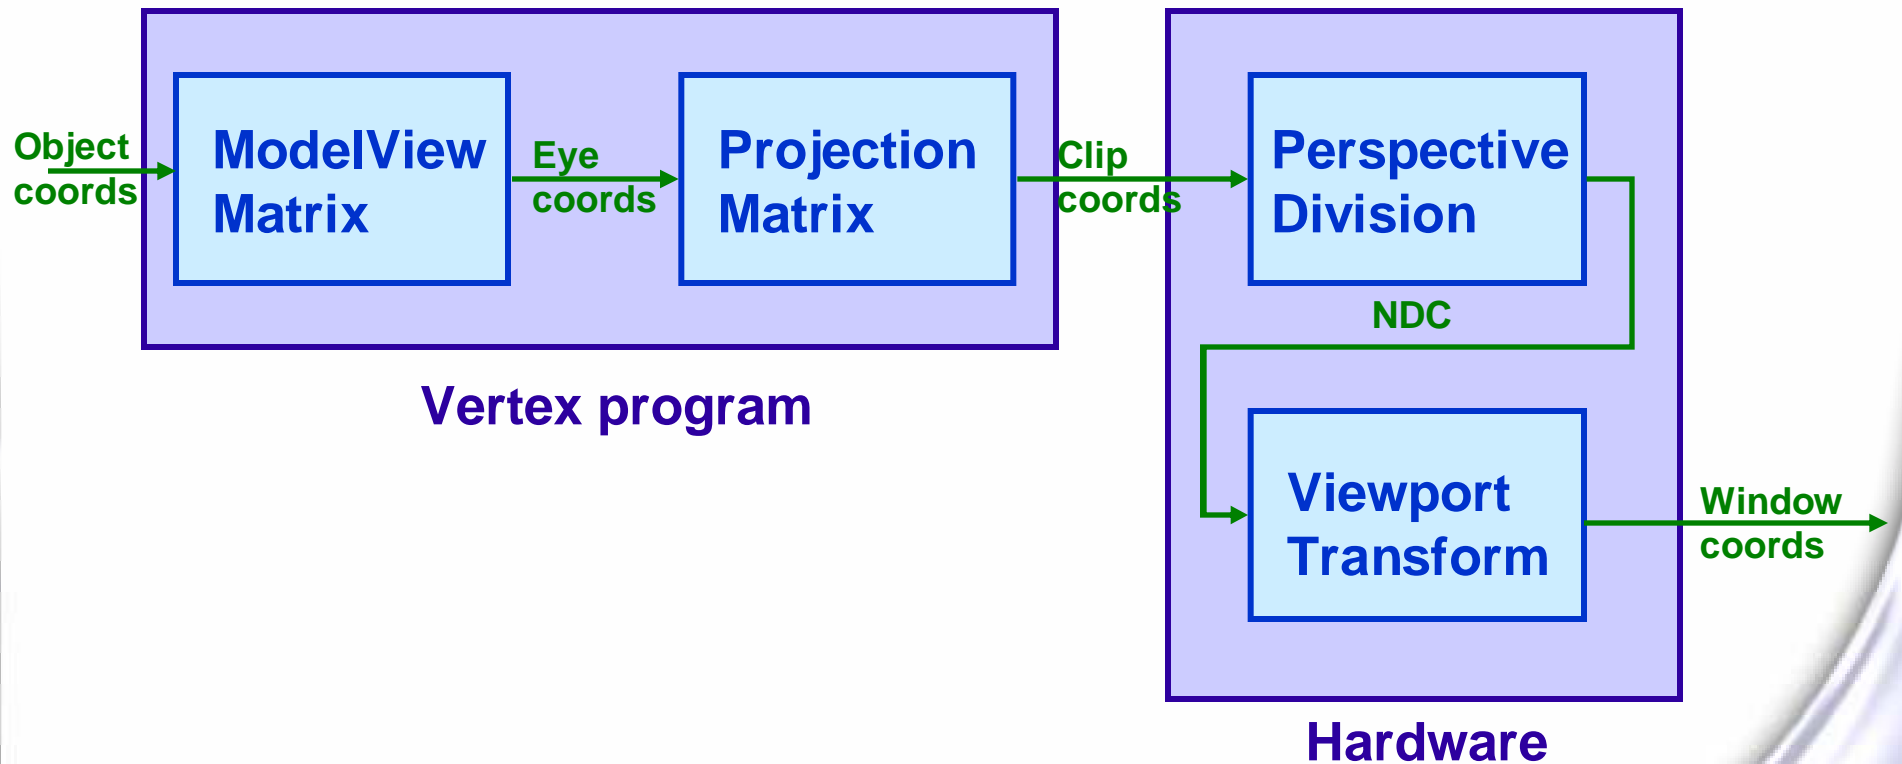 Object
coords
ModelView
Matrix
Eye
coords
Projection
Matrix
Clip
coords
Perspective
Division
NDC
Vertex program
Viewport
Transform
Window
coords
Hardware